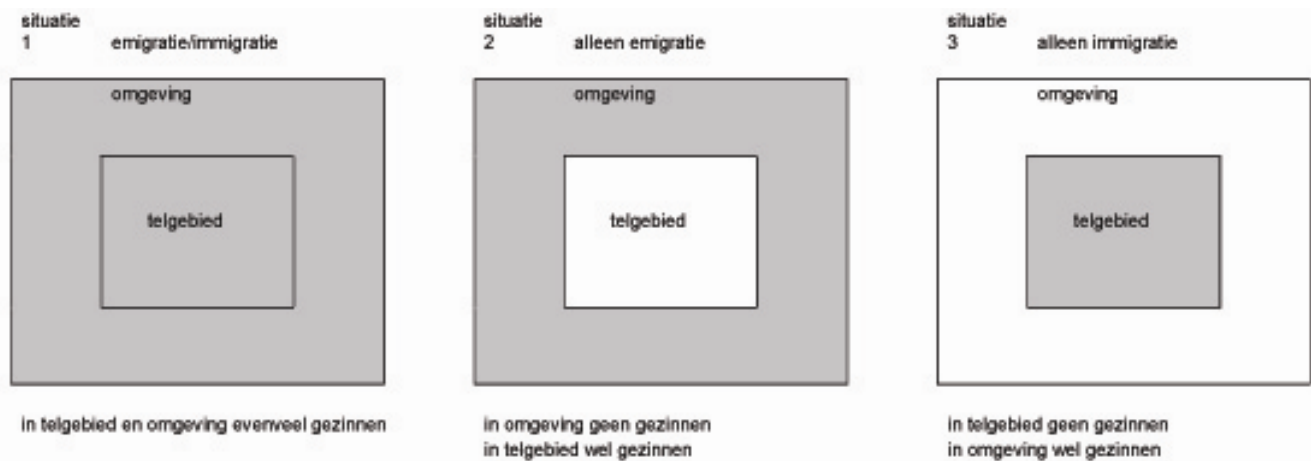 situatie
1 emigratie/immigratie
omgeving
telgebied
in telgebied en omgeving evenveel gezinnen
situatie
2 alleen emigratie
omgeving
telgebied
in omgeving geen gezinnen
in telgebied wel gezinnen
situatie
3 alleen immigratie
omgeving
telgebied
in telgebied geen gezinnen
in omgeving wel gezinnen